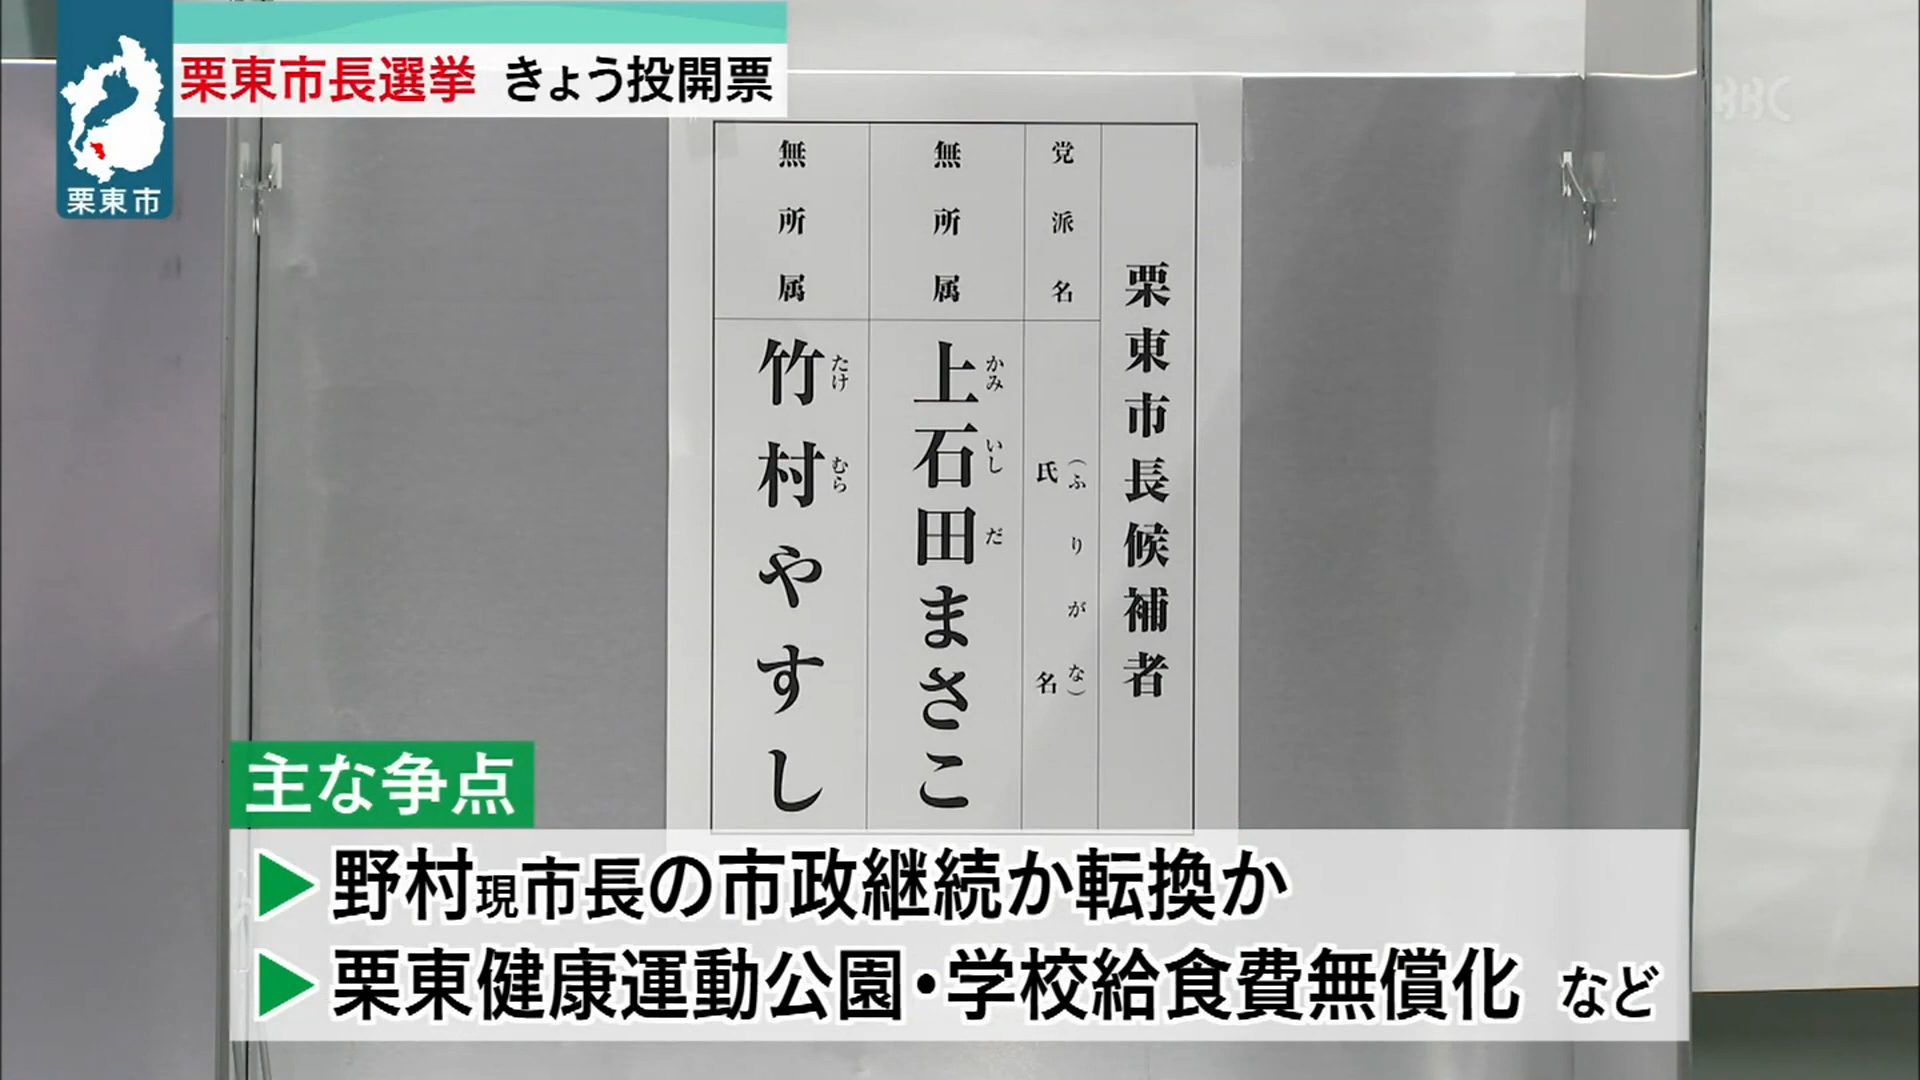 栗東市長選挙 きょう投開票
栗東市
BBC
栗東市長候補者
党派名
氏名
(ふりがな)
無所属
上石田まさこ
かみいしだ
無所属
竹村やすし
たけむら
主な争点
▶野村現市長の市政継続か転換か
▶栗東健康運動公園・学校給食費無償化 など